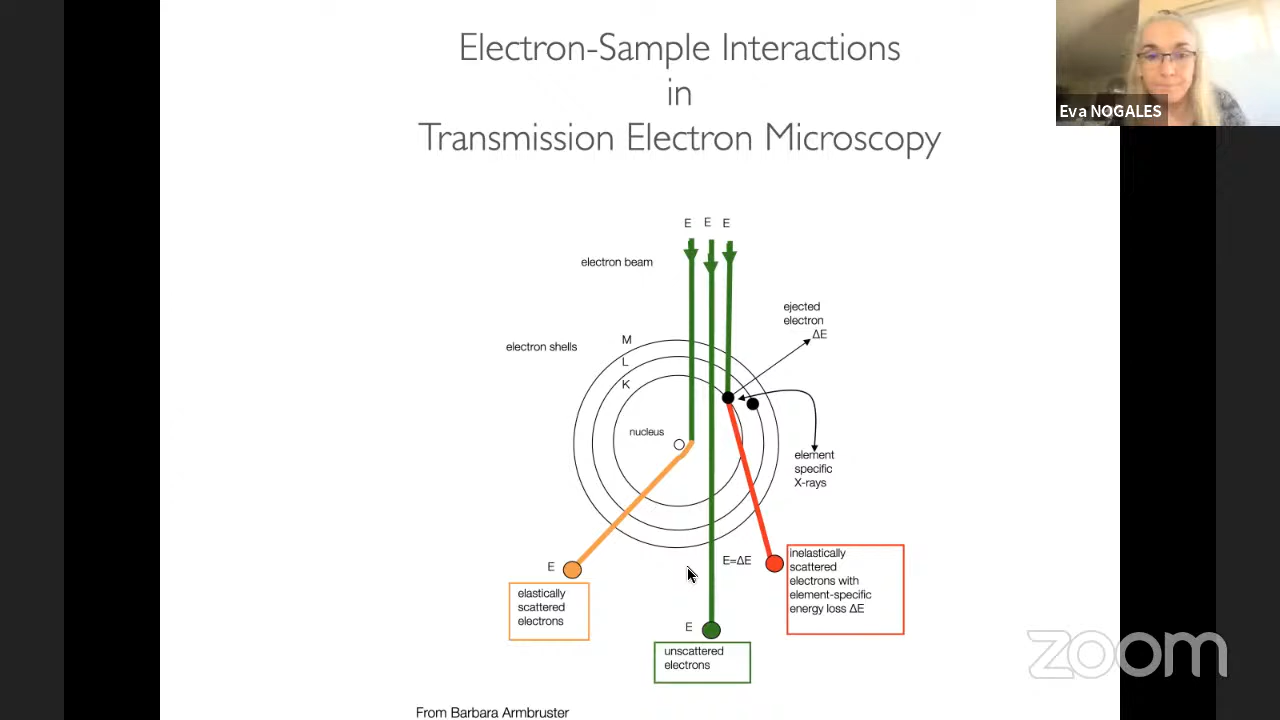 Electron-Sample Interactions
in
Transmission Electron Microscopy
Eva NOGALES
E E E
electron beam
ejected
electron
ΔE
electron shells
M
L
K
nucleus
element
specific
X-rays
E
elastically
scattered
electrons
E=ΔE
inelastically
scattered
electrons with
element-specific
energy loss ΔE
E
unscattered
electrons
zoom
From Barbara Armbruster